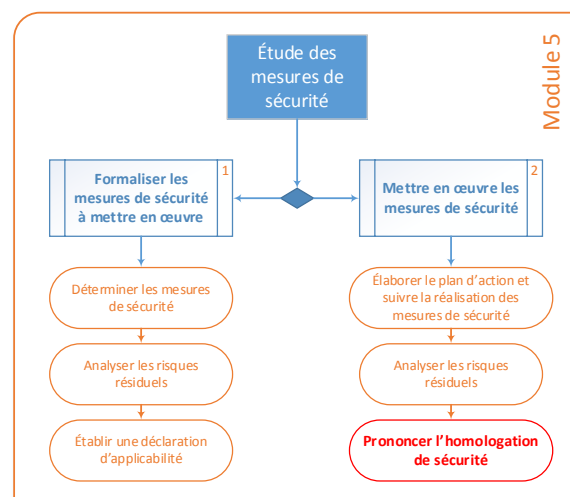 Module 5
Étude des
mesures de
sécurité
1
Formaliser les
mesures de sécurité
à mettre en œuvre
2
Mettre en œuvre les
mesures de sécurité
Déterminer les mesures
de sécurité
Analyser les risques
résiduels
Établir une déclaration
d'applicabilité
Élaborer le plan d'action et
suivre la réalisation des
mesures de sécurité
Analyser les risques
résiduels
Prononcer l'homologation
de sécurité